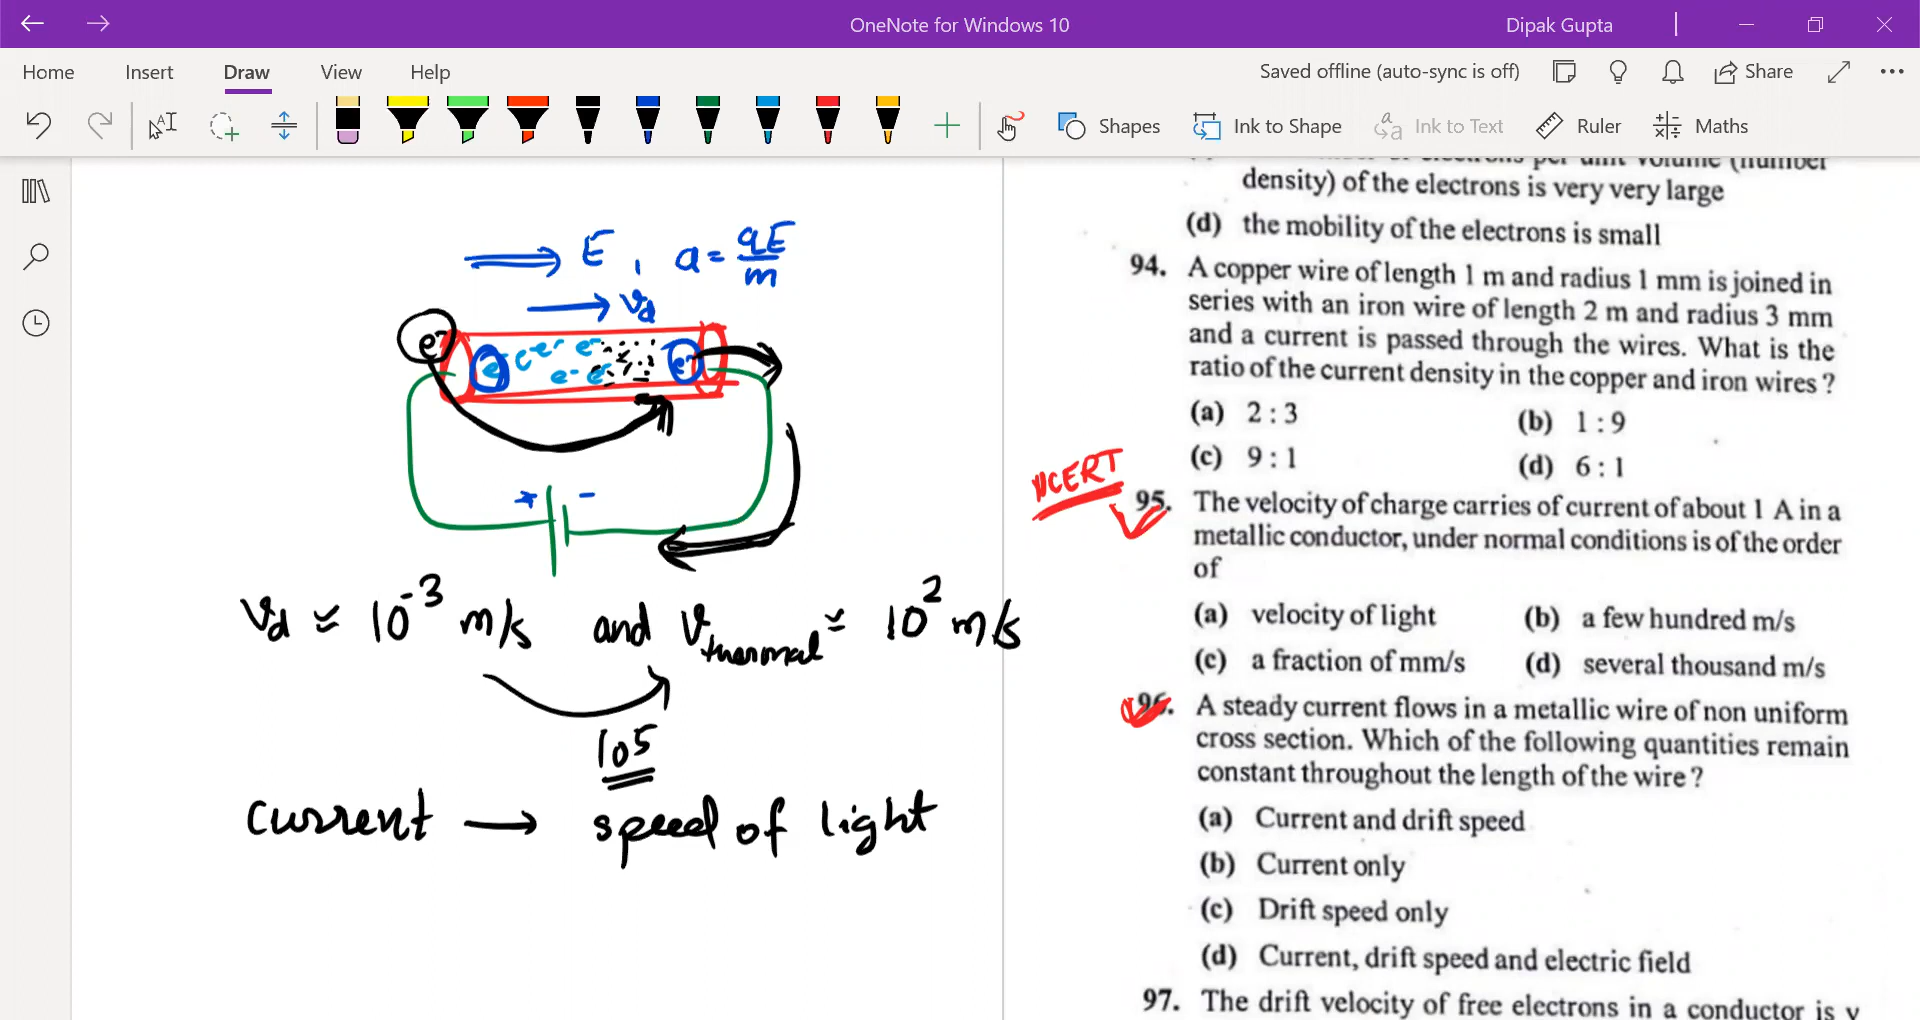 OneNote for Windows 10
Dipak Gupta
Home Insert Draw View Help
Saved offline (auto-sync is off)
Share
Shapes
Ink to Shape
Ink to Text
Ruler
Maths
E , a = qE/m
vd
e⁻
e⁻ e⁻ e⁻ e⁻ e⁻ e⁻ e⁻
+ −
vd ≈ 10⁻³ m/s and vthermal ≈ 10² m/s
10⁵
current → speed of light
electrons per unit volume (number
density) of the electrons is very very large
(d) the mobility of the electrons is small
94. A copper wire of length 1 m and radius 1 mm is joined in
series with an iron wire of length 2 m and radius 3 mm
and a current is passed through the wires. What is the
ratio of the current density in the copper and iron wires ?
(a) 2 : 3 (b) 1 : 9
(c) 9 : 1 (d) 6 : 1
NCERT
95. The velocity of charge carries of current of about 1 A in a
metallic conductor, under normal conditions is of the order
of
(a) velocity of light (b) a few hundred m/s
(c) a fraction of mm/s (d) several thousand m/s
96. A steady current flows in a metallic wire of non uniform
cross section. Which of the following quantities remain
constant throughout the length of the wire ?
(a) Current and drift speed
(b) Current only
(c) Drift speed only
(d) Current, drift speed and electric field
97. The drift velocity of free electrons in a conductor is v